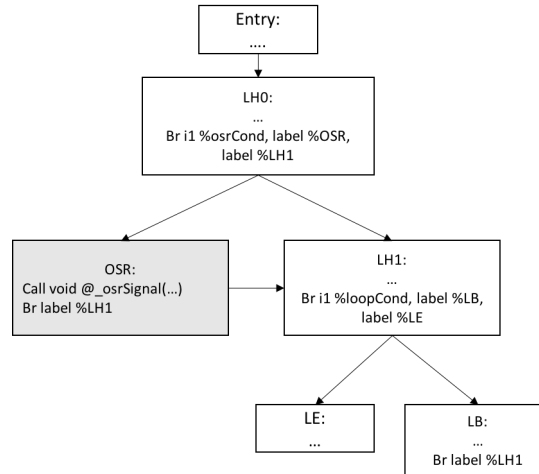 Entry:
....
LH0:
...
Br i1 %osrCond, label %OSR,
label %LH1
OSR:
Call void @_osrSignal(...)
Br label %LH1
LH1:
...
Br i1 %loopCond, label %LB,
label %LE
LE:
...
LB:
...
Br label %LH1